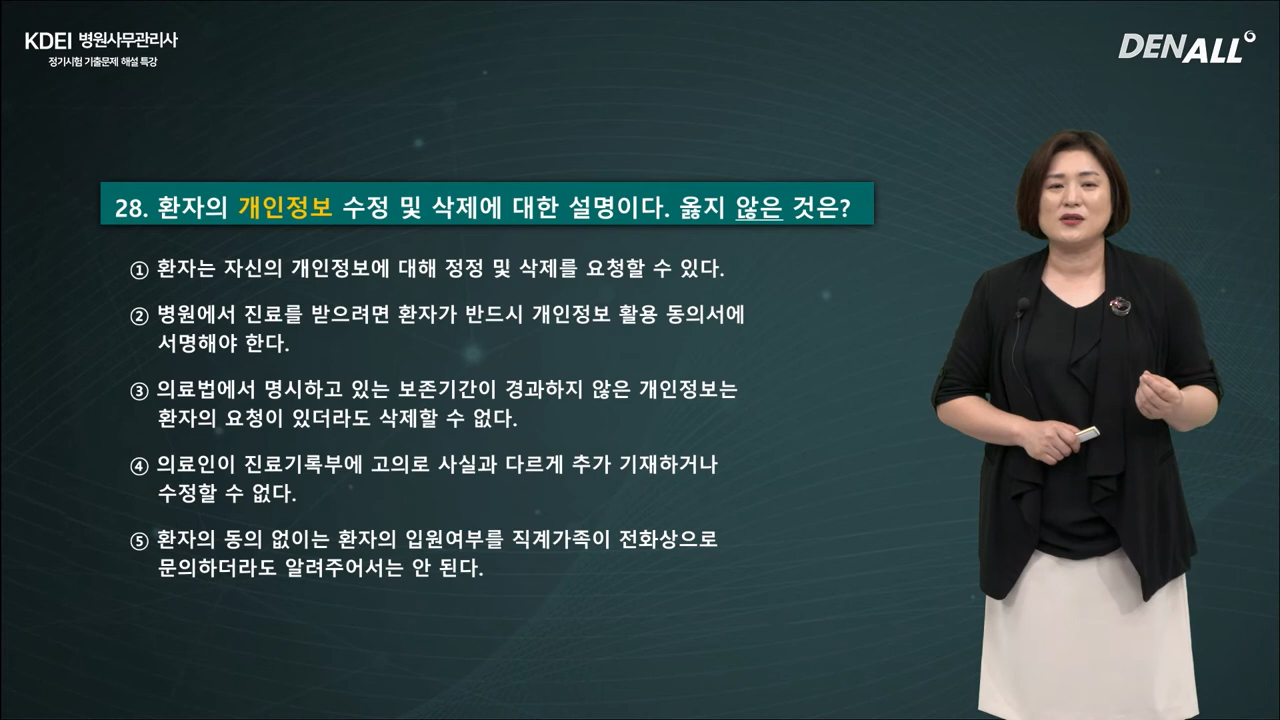 KDEI 병원사무관리사
정기시험 기출문제 해설 특강
DENALL
28. 환자의 개인정보 수정 및 삭제에 대한 설명이다. 옳지 않은 것은?
① 환자는 자신의 개인정보에 대해 정정 및 삭제를 요청할 수 있다.
② 병원에서 진료를 받으려면 환자가 반드시 개인정보 활용 동의서에
서명해야 한다.
③ 의료법에서 명시하고 있는 보존기간이 경과하지 않은 개인정보는
환자의 요청이 있더라도 삭제할 수 없다.
④ 의료인이 진료기록부에 고의로 사실과 다르게 추가 기재하거나
수정할 수 없다.
⑤ 환자의 동의 없이는 환자의 입원여부를 직계가족이 전화상으로
문의하더라도 알려주어서는 안 된다.